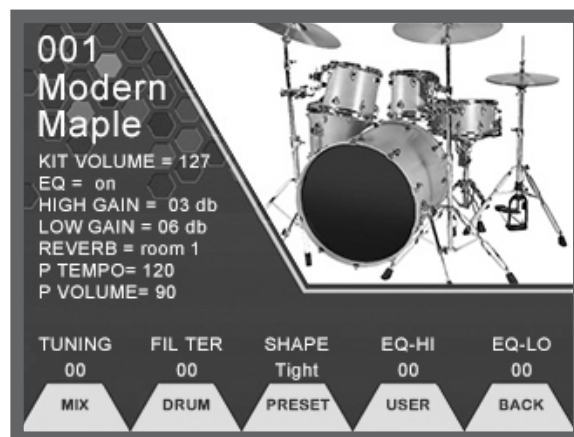 001
Modern
Maple
KIT VOLUME = 127
EQ = on
HIGH GAIN = 03 db
LOW GAIN = 06 db
REVERB = room 1
P TEMPO= 120
P VOLUME= 90
TUNING FIL TER SHAPE EQ-HI EQ-LO
00 00 Tight 00 00
MIX DRUM PRESET USER BACK